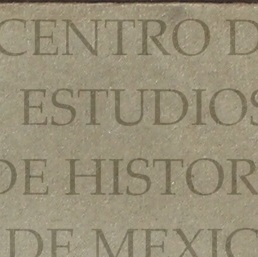 CENTRO D
ESTUDIOS
DE HISTOR
DE MEXIC